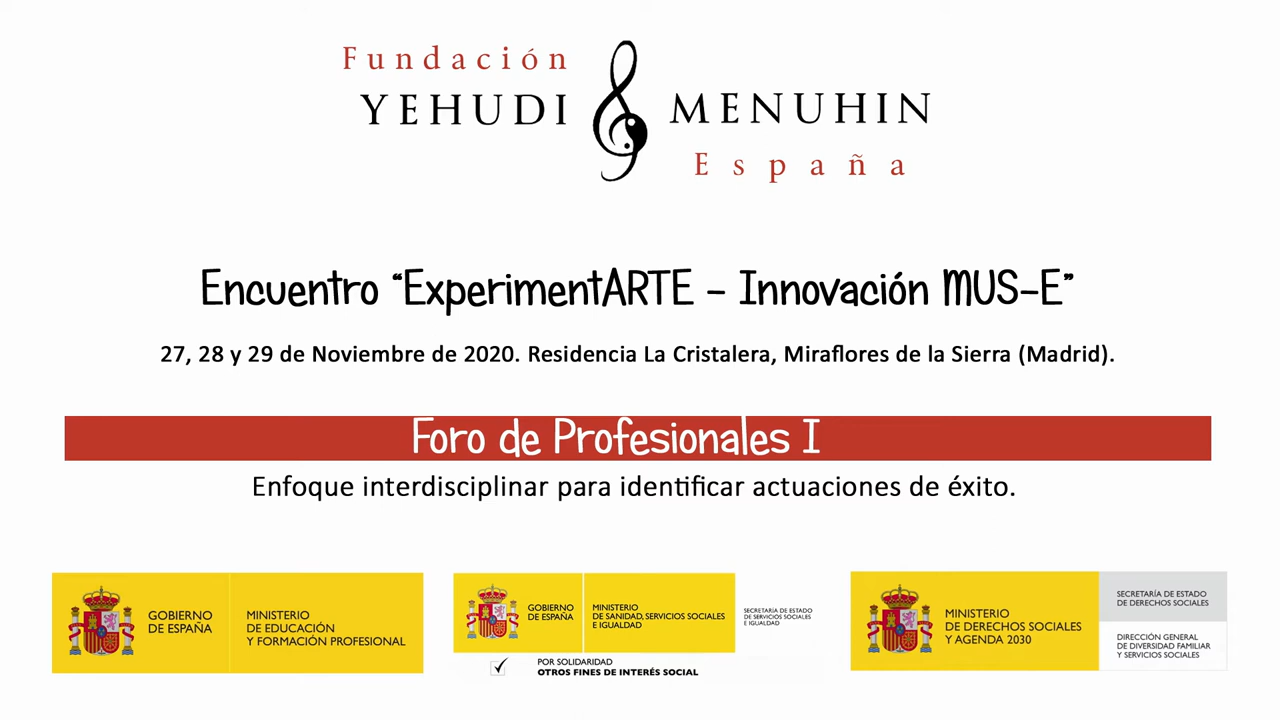 Fundación
YEHUDI MENUHIN
España
Encuentro “ExperimentARTE – Innovación MUS-E”
27, 28 y 29 de Noviembre de 2020. Residencia La Cristalera, Miraflores de la Sierra (Madrid).
Foro de Profesionales I
Enfoque interdisciplinar para identificar actuaciones de éxito.
GOBIERNO
DE ESPAÑA
MINISTERIO
DE EDUCACIÓN
Y FORMACIÓN PROFESIONAL
GOBIERNO
DE ESPAÑA
MINISTERIO
DE SANIDAD, SERVICIOS SOCIALES
E IGUALDAD
SECRETARÍA DE ESTADO
DE SERVICIOS SOCIALES
E IGUALDAD
POR SOLIDARIDAD
OTROS FINES DE INTERÉS SOCIAL
MINISTERIO
DE DERECHOS SOCIALES
Y AGENDA 2030
SECRETARÍA DE ESTADO
DE DERECHOS SOCIALES
DIRECCIÓN GENERAL
DE DIVERSIDAD FAMILIAR
Y SERVICIOS SOCIALES